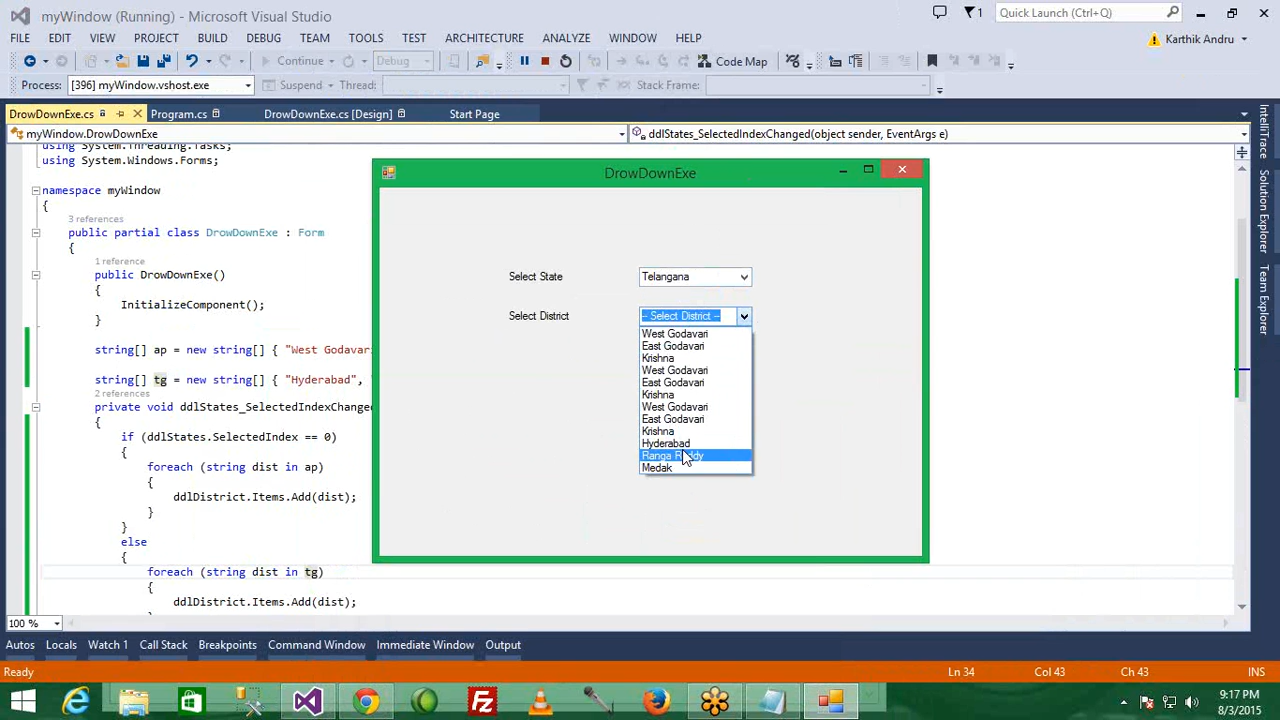 myWindow (Running) - Microsoft Visual Studio
1
Quick Launch (Ctrl+Q)
FILE EDIT VIEW PROJECT BUILD DEBUG TEAM TOOLS TEST ARCHITECTURE ANALYZE WINDOW HELP
Karthik Andru
Continue Debug Code Map
Process: [396] myWindow.vshost.exe Suspend Thread: Stack Frame:
DrowDownExe.cs Program.cs DrowDownExe.cs [Design] Start Page
myWindow.DrowDownExe ddlStates_SelectedIndexChanged(object sender, EventArgs e)
using System.Threading.Tasks;
using System.Windows.Forms;
namespace myWindow
{
3 references
public partial class DrowDownExe : Form
{
1 reference
public DrowDownExe()
{
InitializeComponent();
}
string[] ap = new string[] { "West Godavari
string[] tg = new string[] { "Hyderabad",
2 references
private void ddlStates_SelectedIndexChanged
{
if (ddlStates.SelectedIndex == 0)
{
foreach (string dist in ap)
{
ddlDistrict.Items.Add(dist);
}
}
else
{
foreach (string dist in tg)
{
ddlDistrict.Items.Add(dist);
DrowDownExe
Select State Telangana
Select District -- Select District --
West Godavari
East Godavari
Krishna
West Godavari
East Godavari
Krishna
West Godavari
East Godavari
Krishna
Hyderabad
Ranga Reddy
Medak
IntelliTrace
Solution Explorer
Team Explorer
100 %
Autos Locals Watch 1 Call Stack Breakpoints Command Window Immediate Window Output
Ready Ln 34 Col 43 Ch 43 INS
9:17 PM
8/3/2015